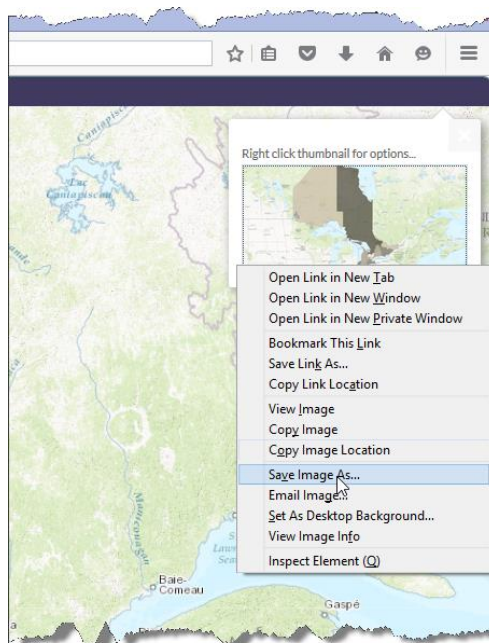 Caniapiscau
Lac
Caniapiscau
Right click thumbnail for options...
Open Link in New Tab
Open Link in New Window
Open Link in New Private Window
Bookmark This Link
Save Link As...
Copy Link Location
View Image
Copy Image
Copy Image Location
Save Image As...
Email Image...
Set As Desktop Background...
View Image Info
Inspect Element (Q)
Manicouagan
Baie-
Comeau
Gaspé